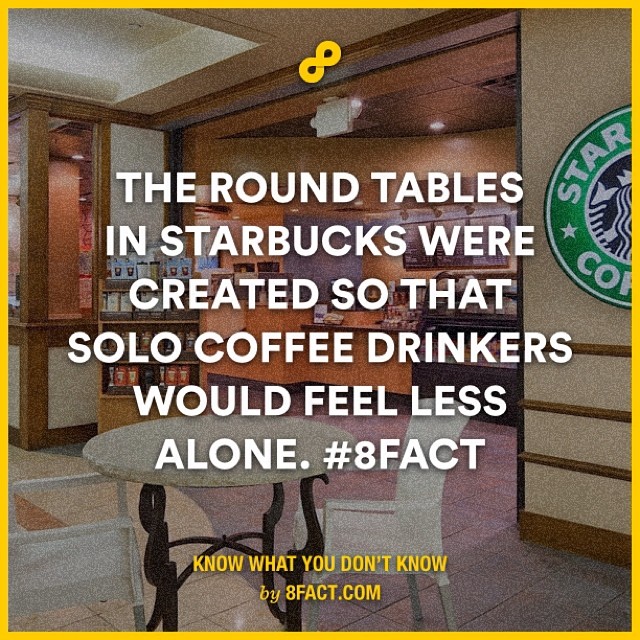 THE ROUND TABLES
IN STARBUCKS WERE
CREATED SO THAT
SOLO COFFEE DRINKERS
WOULD FEEL LESS
ALONE. #8FACT
STAR
COF
KNOW WHAT YOU DON'T KNOW
by 8FACT.COM